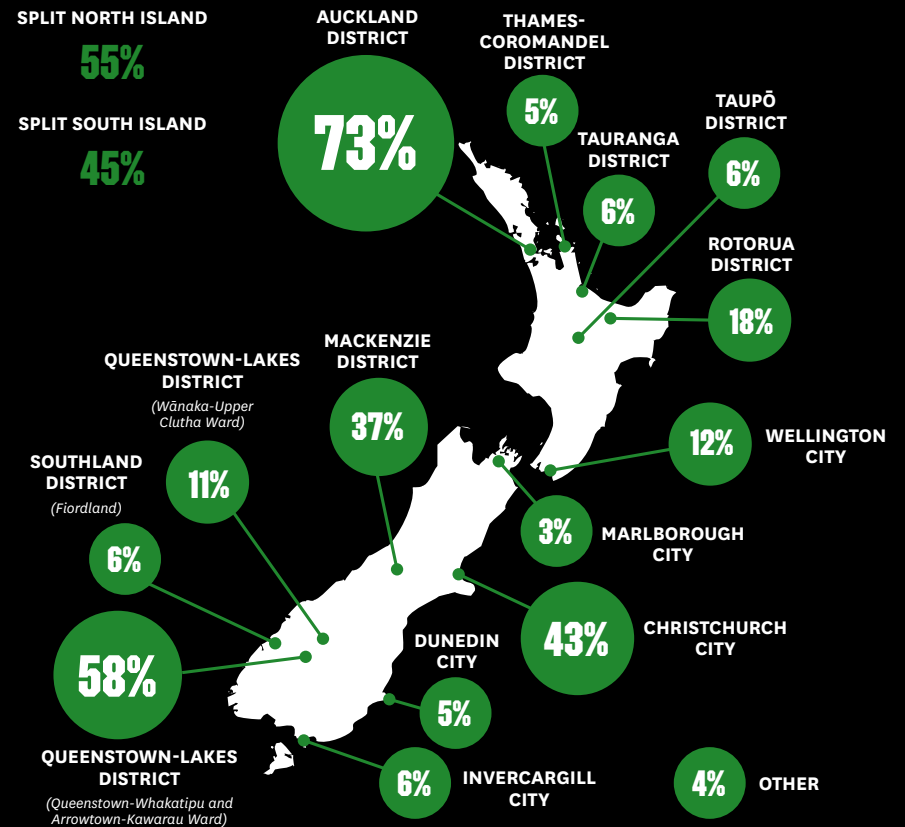 SPLIT NORTH ISLAND
55%
SPLIT SOUTH ISLAND
45%
AUCKLAND
DISTRICT
73%
THAMES-
COROMANDEL
DISTRICT
5%
TAURANGA
DISTRICT
6%
TAUPŌ
DISTRICT
6%
ROTORUA
DISTRICT
18%
MACKENZIE
DISTRICT
37%
QUEENSTOWN-LAKES
DISTRICT
(Wānaka-Upper
Clutha Ward)
11%
SOUTHLAND
DISTRICT
(Fiordland)
6%
12%
WELLINGTON
CITY
3%
MARLBOROUGH
CITY
43%
CHRISTCHURCH
CITY
58%
QUEENSTOWN-LAKES
DISTRICT
(Queenstown-Whakatipu and
Arrowtown-Kawarau Ward)
DUNEDIN
CITY
5%
6%
INVERCARGILL
CITY
4%
OTHER